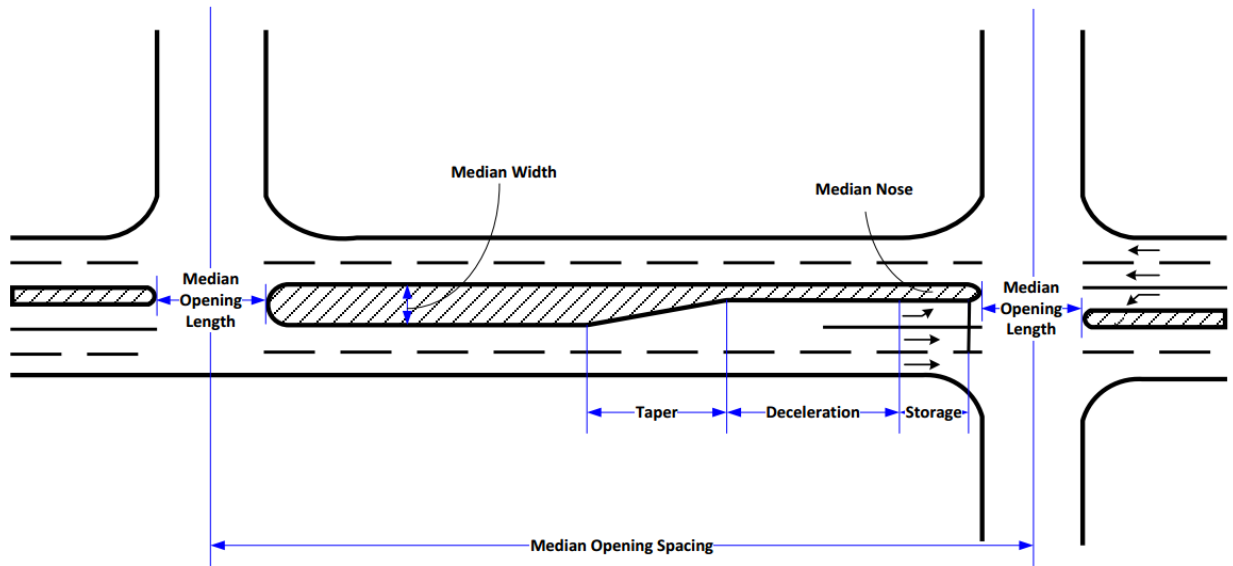 Median Width
Median Nose
Median
Opening
Length
Median
Opening
Length
Taper
Deceleration
Storage
Median Opening Spacing